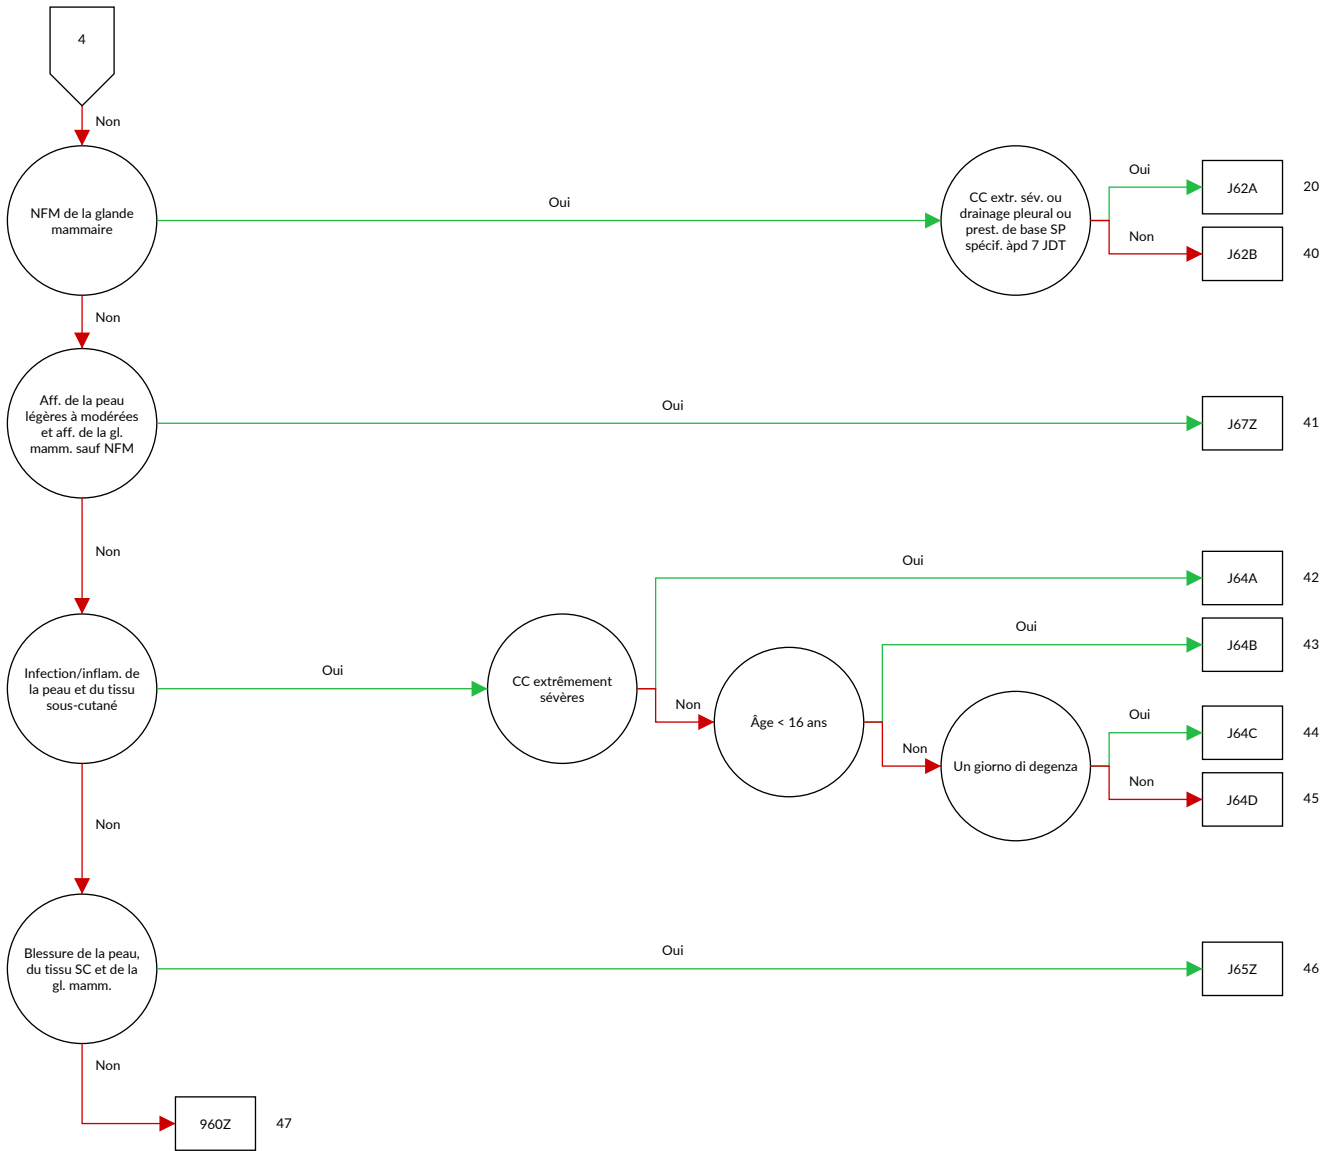 4
Non
NFM de la glande
mammaire
Oui
CC extr. sév. ou
drainage pleural ou
prest. de base SP
spécif. àpd 7 JDT
Oui
J62A
20
Non
J62B
40
Non
Aff. de la peau
légères à modérées
et aff. de la gl.
mamm. sauf NFM
Oui
J67Z
41
Non
Infection/inflam. de
la peau et du tissu
sous-cutané
Oui
CC extrêmement
sévères
Oui
J64A
42
Non
Âge < 16 ans
Oui
J64B
43
Non
Un giorno di degenza
Oui
J64C
44
Non
J64D
45
Non
Blessure de la peau,
du tissu SC et de la
gl. mamm.
Oui
J65Z
46
Non
960Z
47